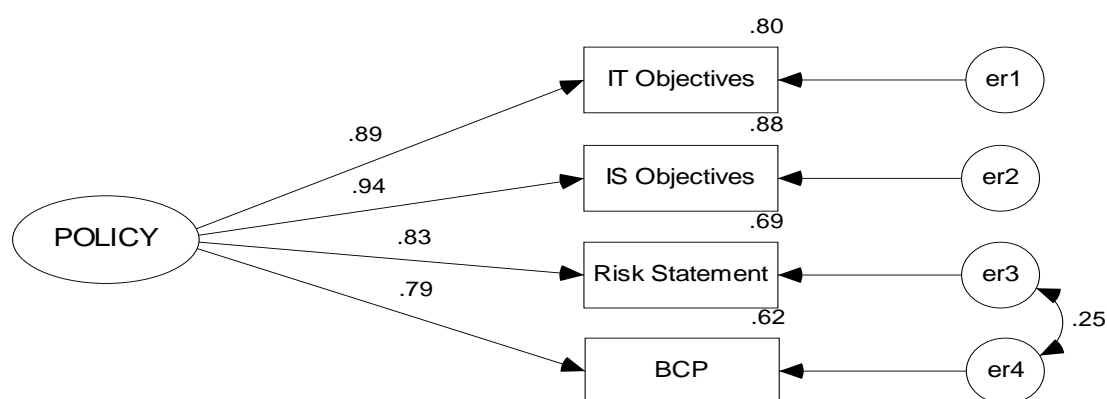 .80
IT Objectives
er1
.89
.88
.94
IS Objectives
er2
.69
POLICY
.83
Risk Statement
er3
.79
.62
.25
BCP
er4